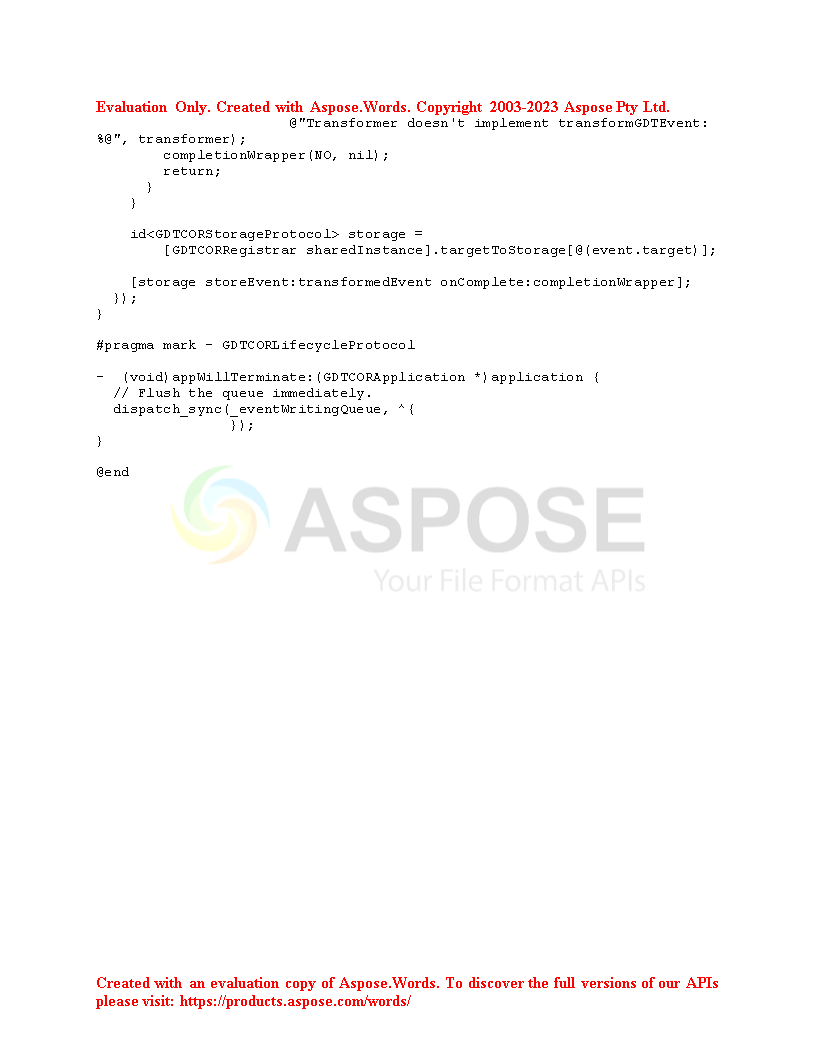 Evaluation Only. Created with Aspose.Words. Copyright 2003-2023 Aspose Pty Ltd.
                       @"Transformer doesn't implement transformGDTEvent:
%@", transformer);
        completionWrapper(NO, nil);
        return;
      }
    }

    id<GDTCORStorageProtocol> storage =
        [GDTCORRegistrar sharedInstance].targetToStorage[@(event.target)];

    [storage storeEvent:transformedEvent onComplete:completionWrapper];
  });
}

#pragma mark - GDTCORLifecycleProtocol

-  (void)appWillTerminate:(GDTCORApplication *)application {
  // Flush the queue immediately.
  dispatch_sync(_eventWritingQueue, ^{
                });
}

@end
ASPOSE
Your File Format APIs
Created with an evaluation copy of Aspose.Words. To discover the full versions of our APIs
please visit: https://products.aspose.com/words/